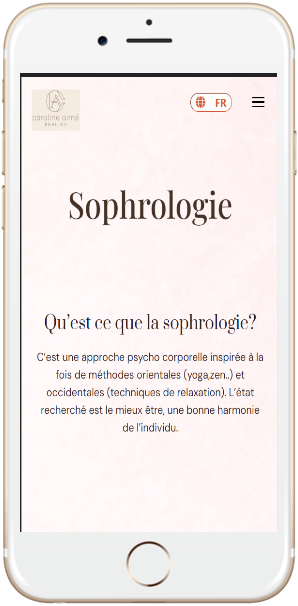 caroline aimé
FR
Sophrologie
Qu'est ce que la sophrologie?
C'est une approche psycho corporelle inspirée à la
fois de méthodes orientales (yoga,zen..) et
occidentales (techniques de relaxation). L'état
recherché est le mieux être, une bonne harmonie
de l'individu.